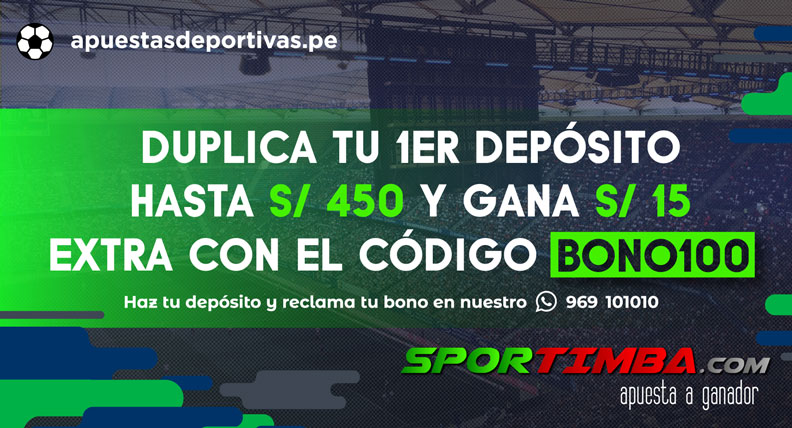 apuestasdeportivas.pe
DUPLICA TU 1ER DEPÓSITO
HASTA S/ 450 Y GANA S/ 15
EXTRA CON EL CÓDIGO BONO100
Haz tu depósito y reclama tu bono en nuestro 969 101010
SPORTIMBA.COM
apuesta a ganador